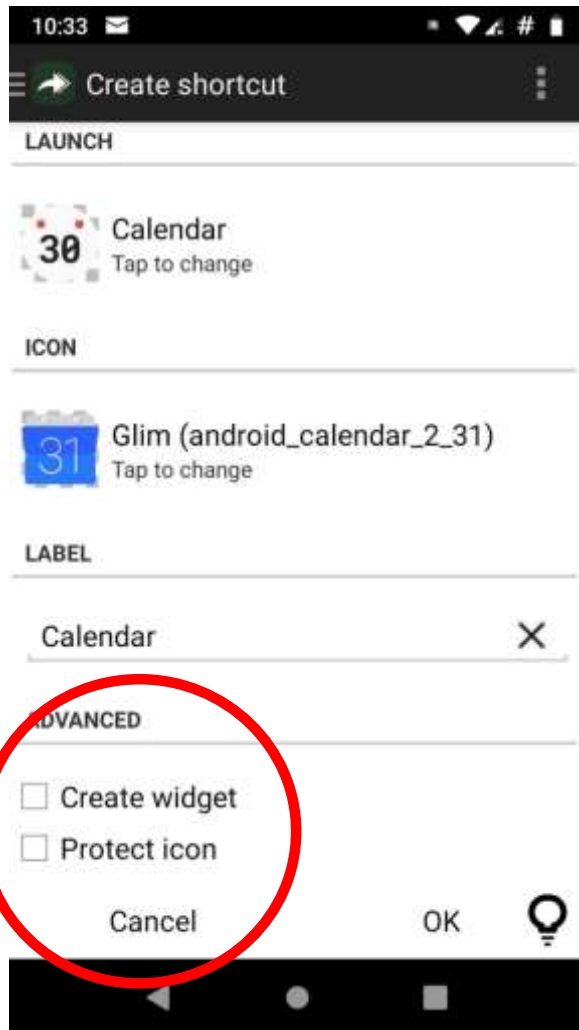 10:33
#
Create shortcut
LAUNCH
30
Calendar
Tap to change
ICON
31
Glim (android_calendar_2_31)
Tap to change
LABEL
Calendar
ADVANCED
Create widget
Protect icon
Cancel OK